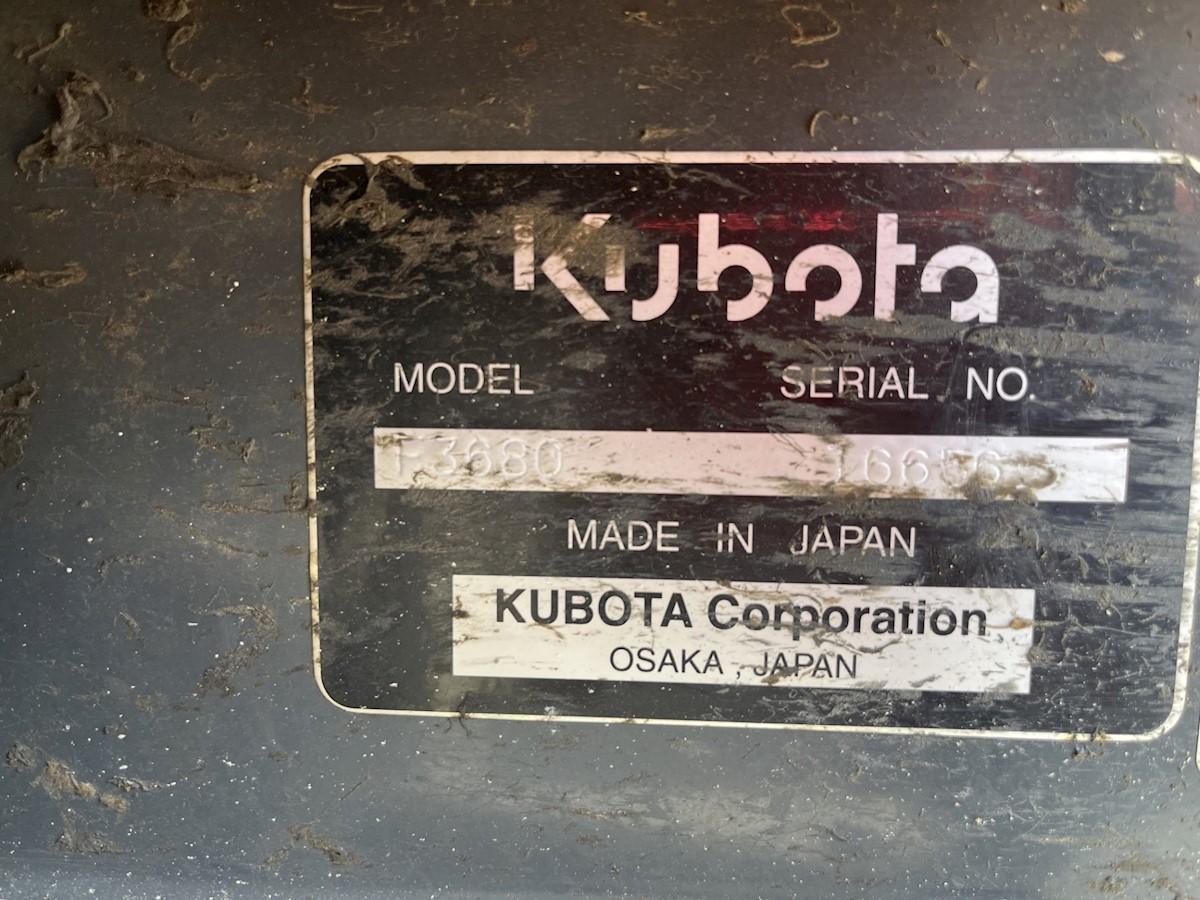 Kubota
MODEL SERIAL NO.
F3680
MADE IN JAPAN
KUBOTA Corporation
OSAKA , JAPAN